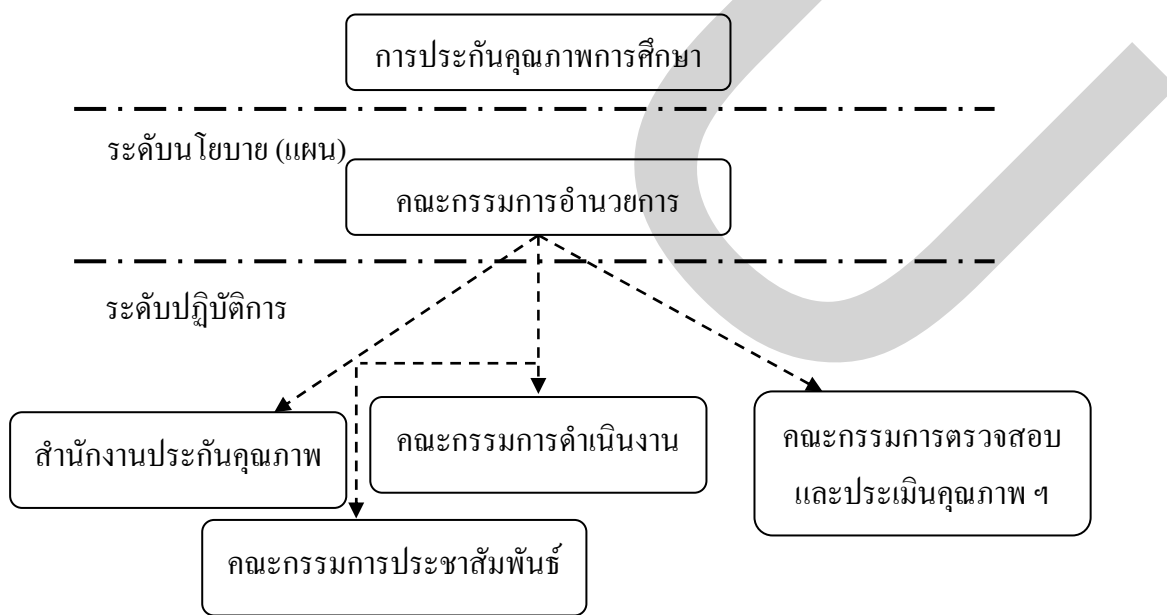 การประกันคุณภาพการศึกษา
ระดับนโยบาย (แผน)
คณะกรรมการอำนวยการ
ระดับปฏิบัติการ
สำนักงานประกันคุณภาพ
คณะกรรมการดำเนินงาน
คณะกรรมการตรวจสอบ
และประเมินคุณภาพ ฯ
คณะกรรมการประชาสัมพันธ์